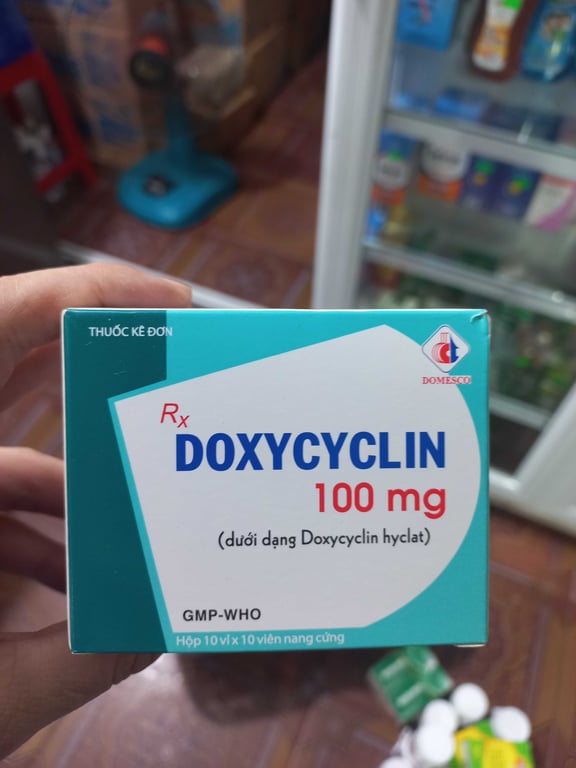 THUỐC KÊ ĐƠN
DOMESCO
Rx
DOXYCYCLIN
100 mg
(dưới dạng Doxycyclin hyclat)
GMP-WHO
Hộp 10 vỉ x 10 viên nang cứng